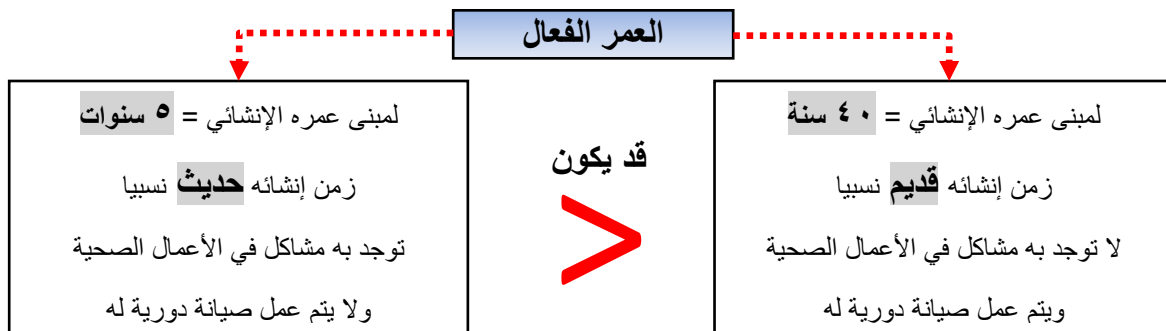 العمر الفعال
لمبنى عمره الإنشائي = ٤٠ سنة
زمن إنشائه قديم نسبيا
لا توجد به مشاكل في الأعمال الصحية
ويتم عمل صيانة دورية له
قد يكون
>
لمبنى عمره الإنشائي = ٥ سنوات
زمن إنشائه حديث نسبيا
توجد به مشاكل في الأعمال الصحية
ولا يتم عمل صيانة دورية له